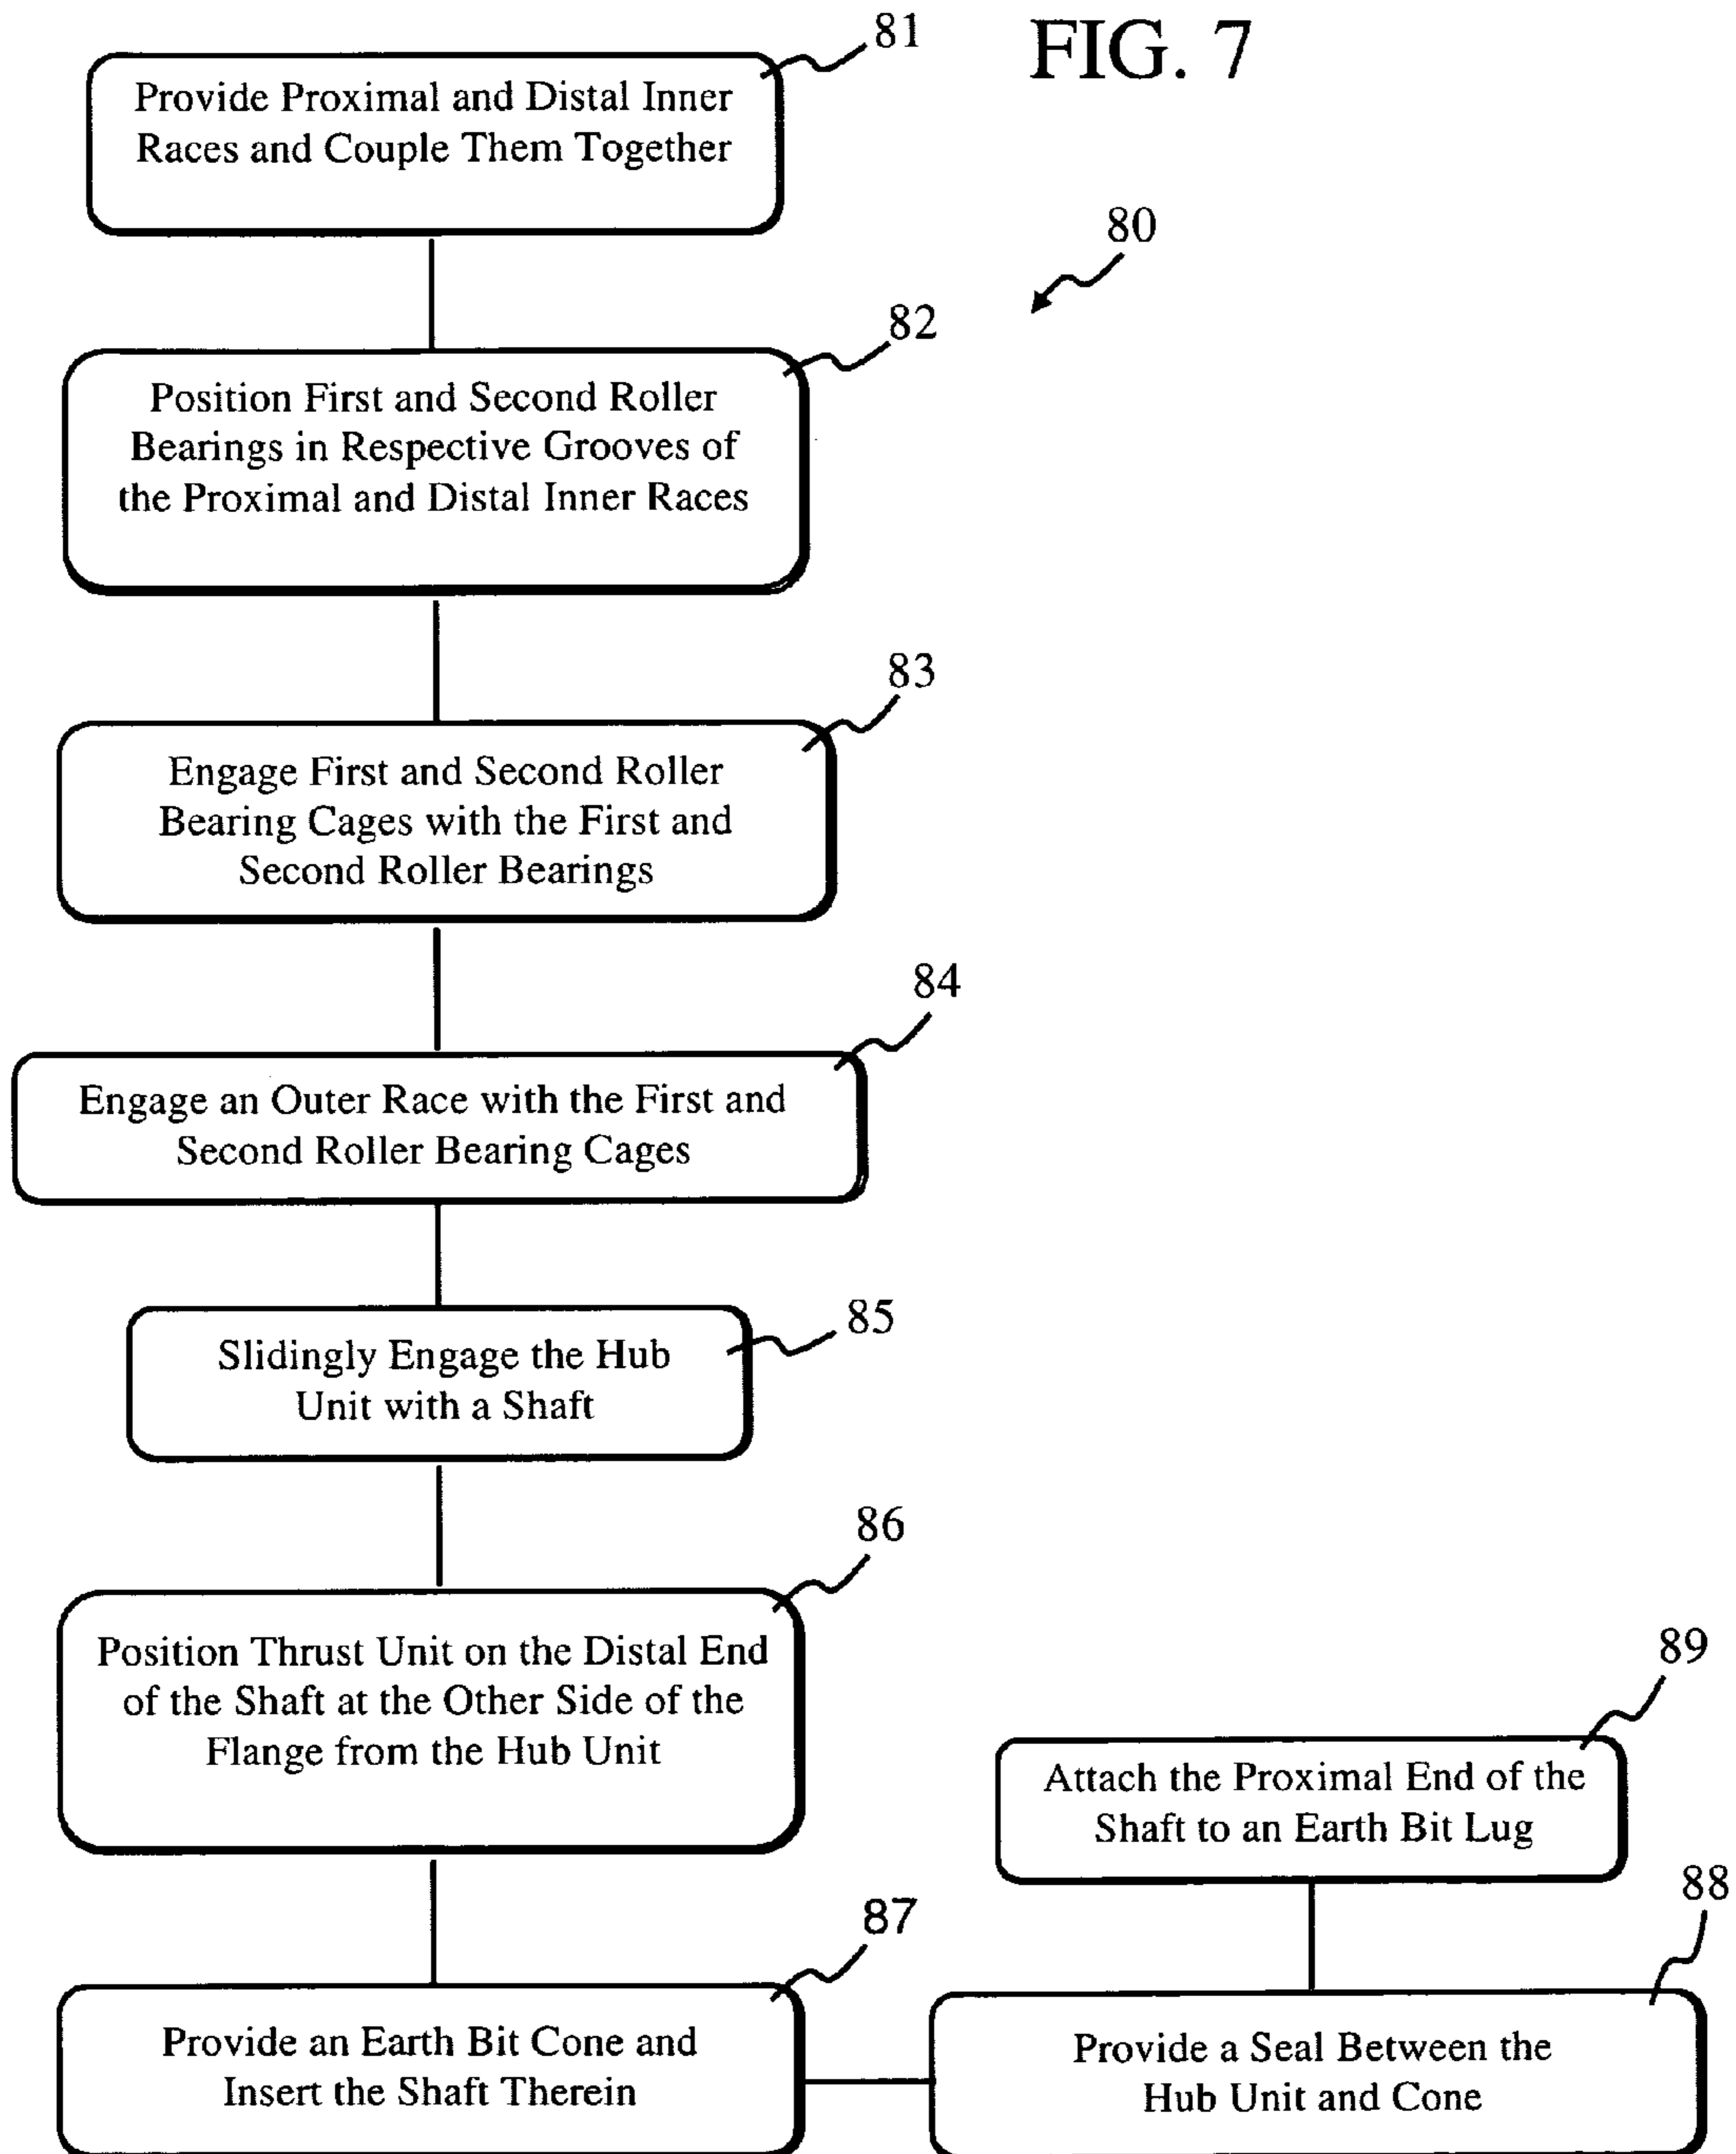 FIG. 7
80
81
Provide Proximal and Distal Inner
Races and Couple Them Together
82
Position First and Second Roller
Bearings in Respective Grooves of
the Proximal and Distal Inner Races
83
Engage First and Second Roller
Bearing Cages with the First and
Second Roller Bearings
84
Engage an Outer Race with the First and
Second Roller Bearing Cages
85
Slidingly Engage the Hub
Unit with a Shaft
86
Position Thrust Unit on the Distal End
of the Shaft at the Other Side of the
Flange from the Hub Unit
87
Provide an Earth Bit Cone and
Insert the Shaft Therein
88
Provide a Seal Between the
Hub Unit and Cone
89
Attach the Proximal End of the
Shaft to an Earth Bit Lug